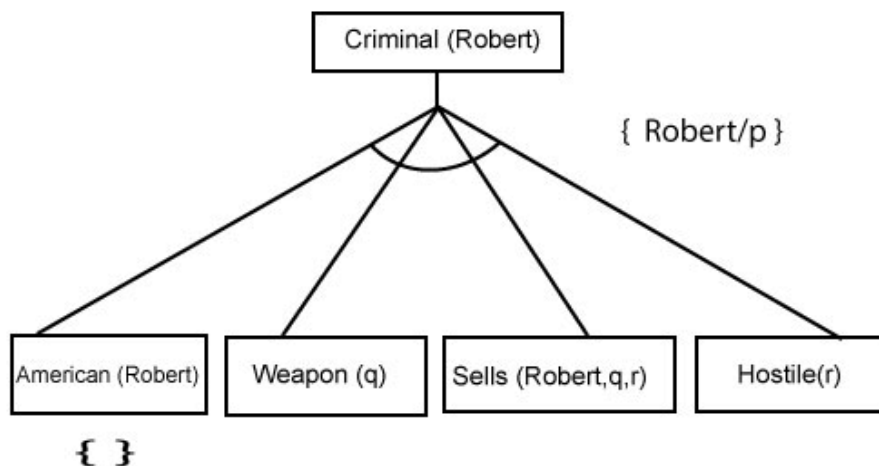 Criminal (Robert)
{ Robert/p }
American (Robert)
Weapon (q)
Sells (Robert,q,r)
Hostile(r)
{ }